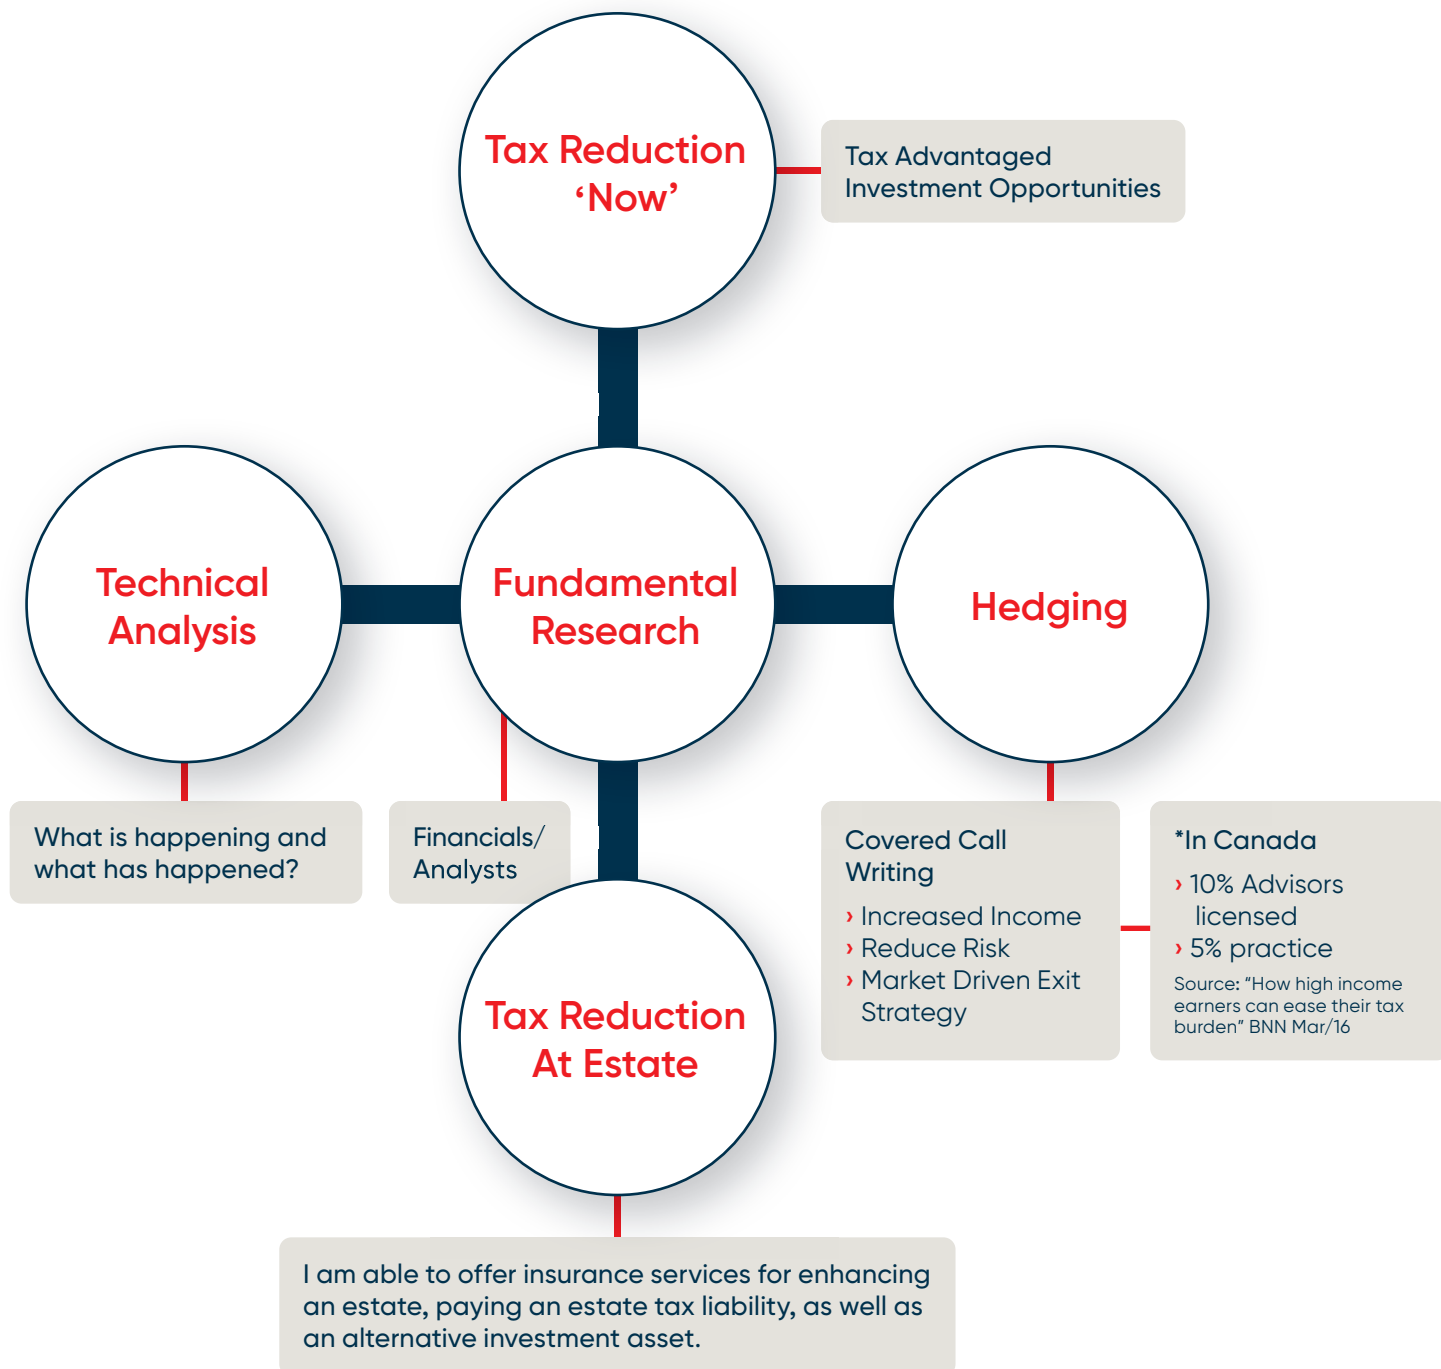 Tax Reduction
‘Now’
Tax Advantaged
Investment Opportunities
Technical
Analysis
Fundamental
Research
Hedging
What is happening and
what has happened?
Financials/
Analysts
Covered Call
Writing
› Increased Income
› Reduce Risk
› Market Driven Exit
Strategy
*In Canada
› 10% Advisors
licensed
› 5% practice
Source: “How high income
earners can ease their tax
burden” BNN Mar/16
Tax Reduction
At Estate
I am able to offer insurance services for enhancing
an estate, paying an estate tax liability, as well as
an alternative investment asset.